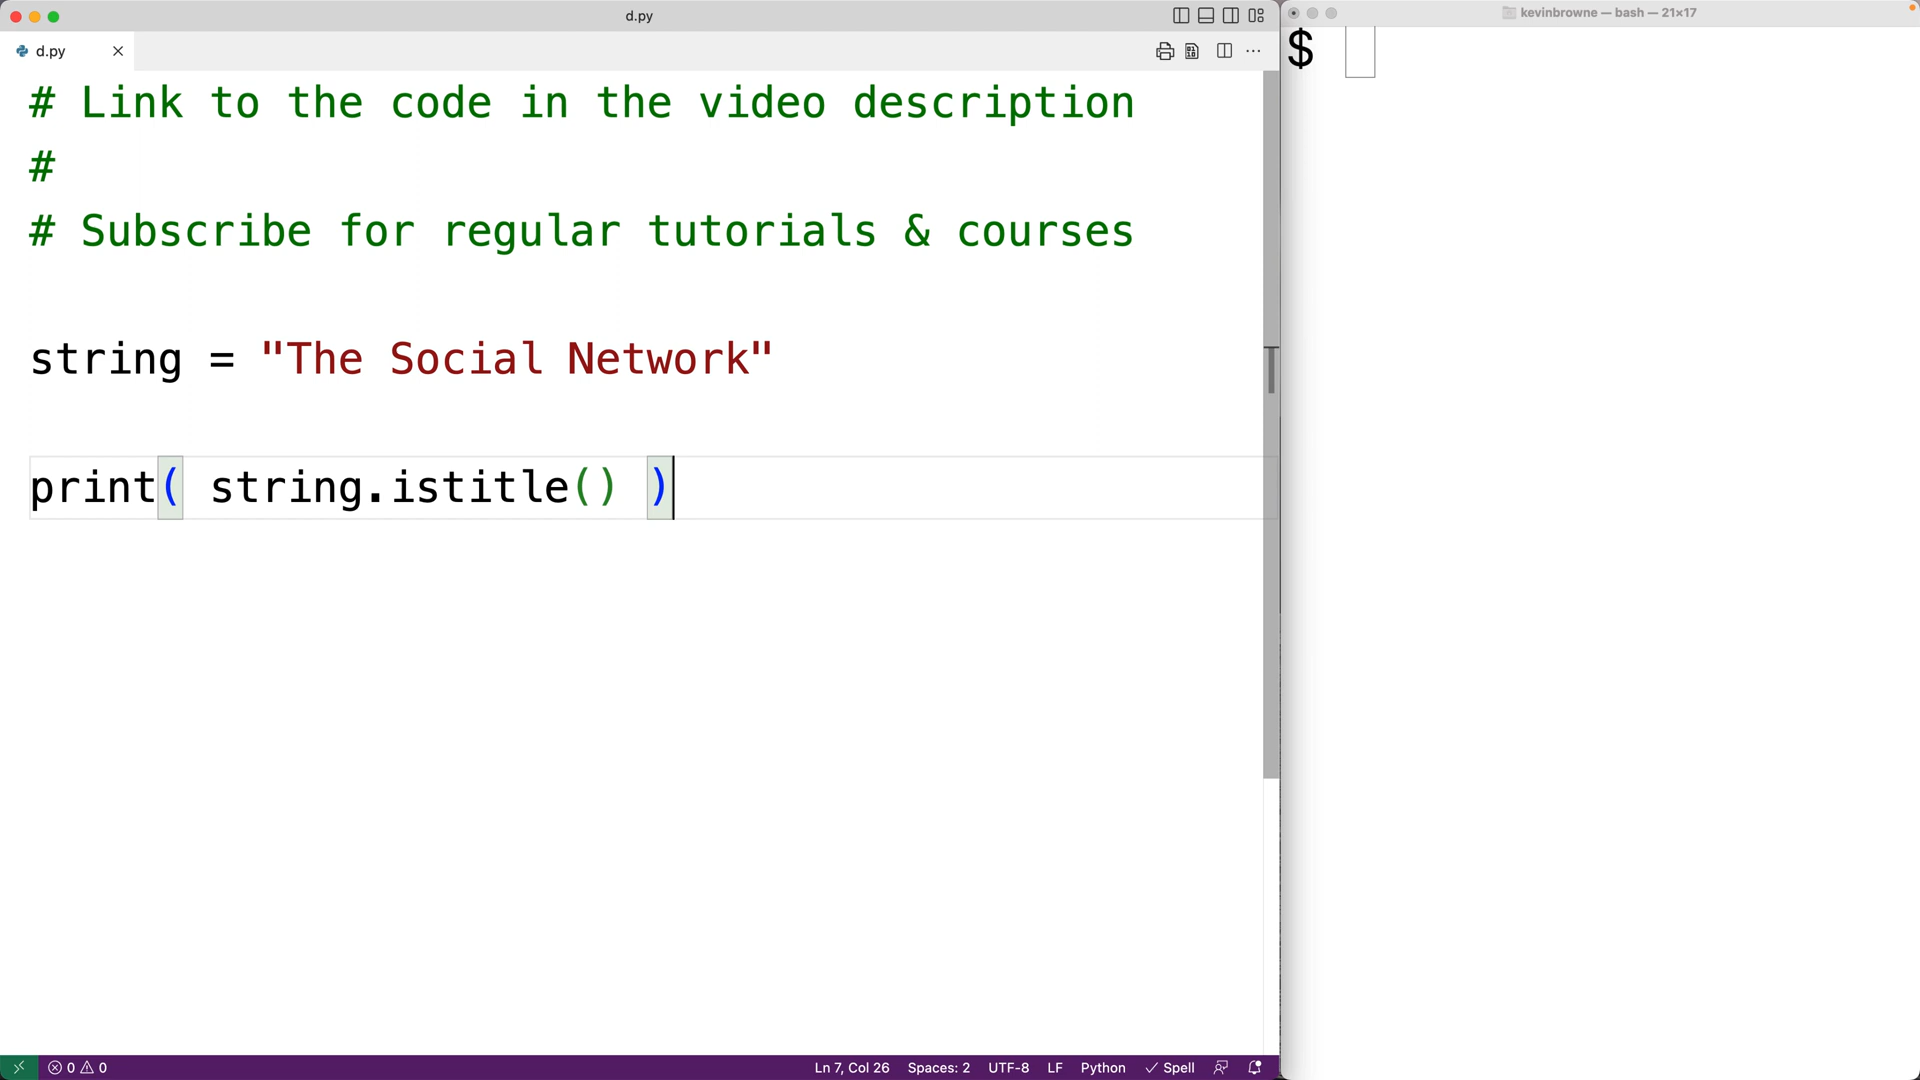 d.py
kevinbrowne — bash — 21×17
d.py
$
# Link to the code in the video description
#
# Subscribe for regular tutorials & courses
string = "The Social Network"
print( string.istitle() )
0 0 Ln 7, Col 26 Spaces: 2 UTF-8 LF Python Spell